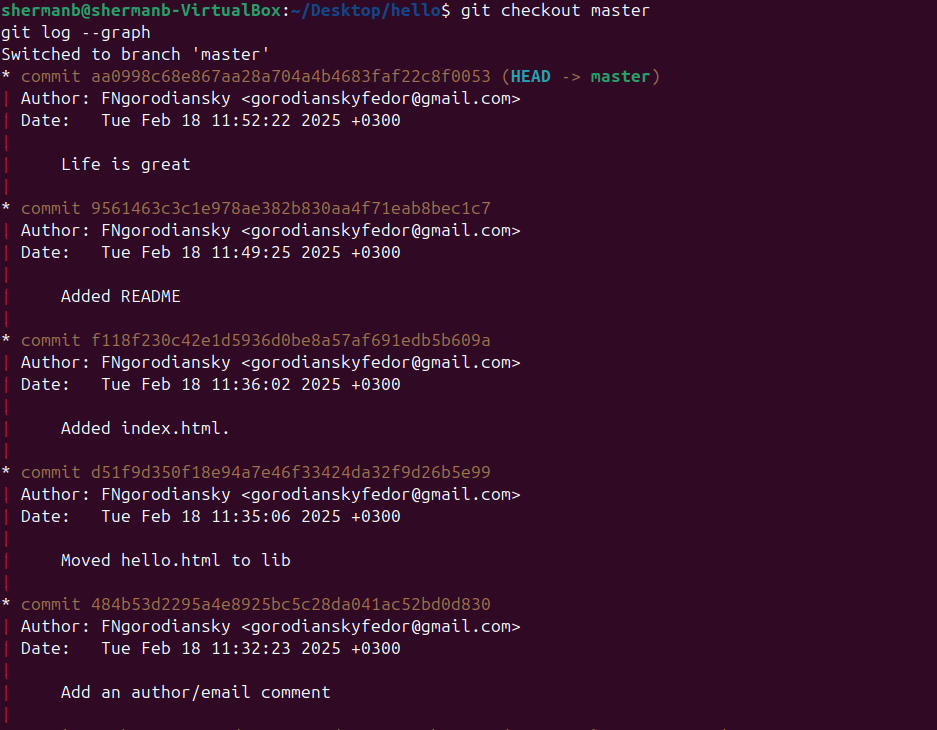 shermanb@shermanb-VirtualBox:~/Desktop/hello$ git checkout master
git log --graph
Switched to branch 'master'
* commit aa0998c68e867aa28a704a4b4683faf22c8f0053 (HEAD -> master)
| Author: FNgorodiansky <gorodianskyfedor@gmail.com>
| Date:   Tue Feb 18 11:52:22 2025 +0300
|
|     Life is great
|
* commit 9561463c3c1e978ae382b830aa4f71eab8bec1c7
| Author: FNgorodiansky <gorodianskyfedor@gmail.com>
| Date:   Tue Feb 18 11:49:25 2025 +0300
|
|     Added README
|
* commit f118f230c42e1d5936d0be8a57af691edb5b609a
| Author: FNgorodiansky <gorodianskyfedor@gmail.com>
| Date:   Tue Feb 18 11:36:02 2025 +0300
|
|     Added index.html.
|
* commit d51f9d350f18e94a7e46f33424da32f9d26b5e99
| Author: FNgorodiansky <gorodianskyfedor@gmail.com>
| Date:   Tue Feb 18 11:35:06 2025 +0300
|
|     Moved hello.html to lib
|
* commit 484b53d2295a4e8925bc5c28da041ac52bd0d830
| Author: FNgorodiansky <gorodianskyfedor@gmail.com>
| Date:   Tue Feb 18 11:32:23 2025 +0300
|
|     Add an author/email comment
|